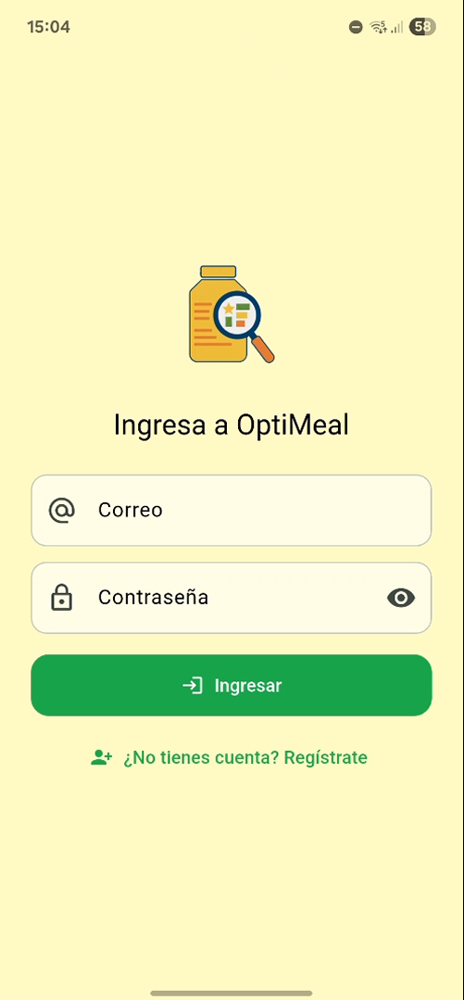 15:04
58
Ingresa a OptiMeal
Correo
Contraseña
Ingresar
¿No tienes cuenta? Regístrate